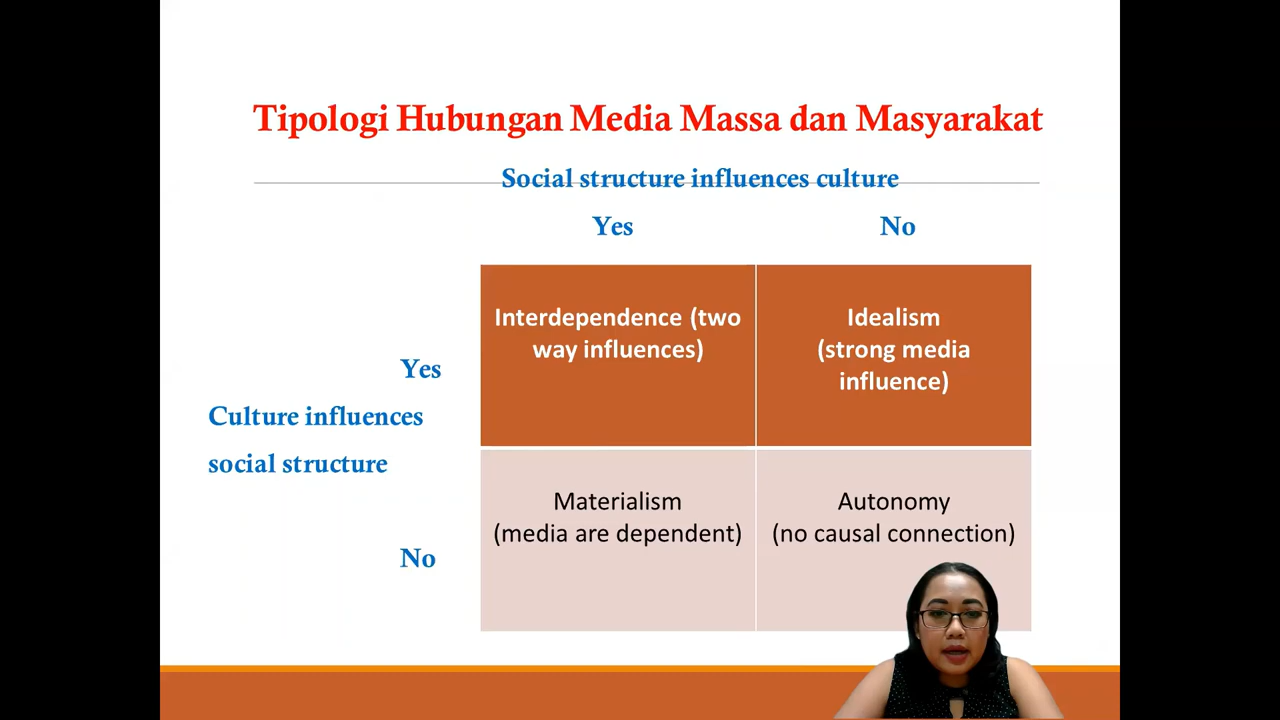 Tipologi Hubungan Media Massa dan Masyarakat
Social structure influences culture
Yes
No
Interdependence (two
way influences)
Idealism
(strong media
influence)
Yes
Culture influences
social structure
Materialism
(media are dependent)
Autonomy
(no causal connection)
No